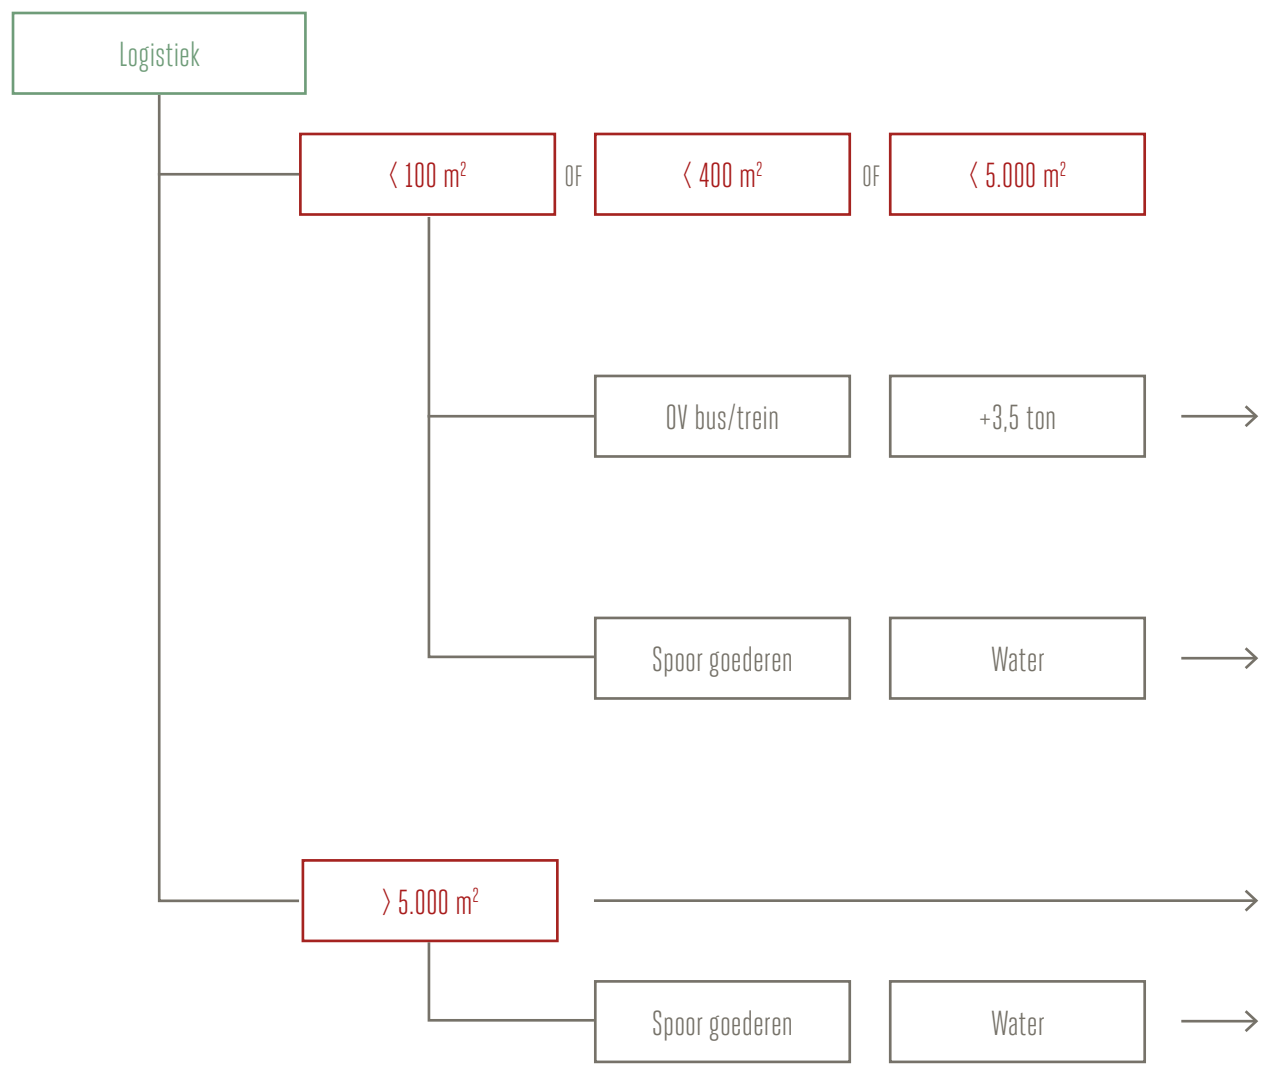 Logistiek
< 100 m² OF < 400 m² OF < 5.000 m²
OV bus/trein +3,5 ton
Spoor goederen Water
> 5.000 m²
Spoor goederen Water